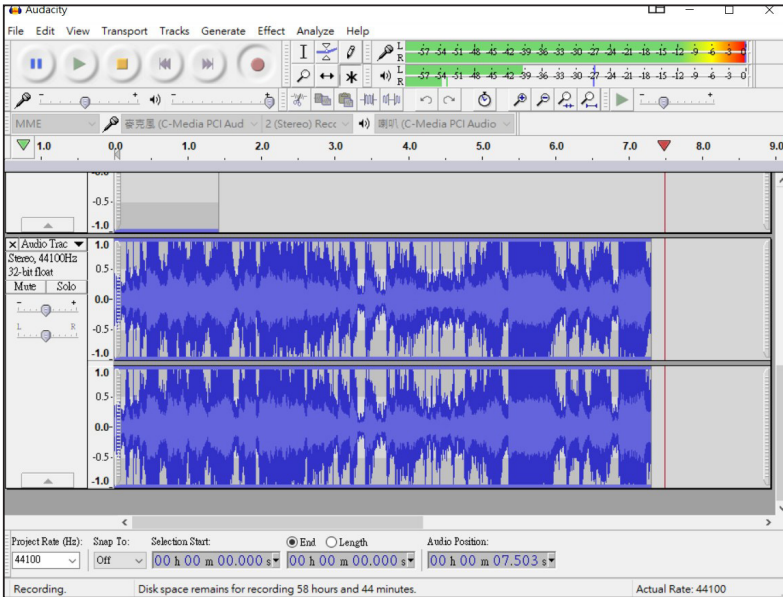 Audacity
File Edit View Transport Tracks Generate Effect Analyze Help
L
R
-57 -54 -51 -48 -45 -42 -39 -36 -33 -30 -27 -24 -21 -18 -15 -12 -9 -6 -3 0
L
R
-57 -54 -51 -48 -45 -42 -39 -36 -33 -30 -27 -24 -21 -18 -15 -12 -9 -6 -3 0
- + - + - +
MME 麥克風 (C-Media PCI Aud 2 (Stereo) Recc 喇叭 (C-Media PCI Audio
1.0 0.0 1.0 2.0 3.0 4.0 5.0 6.0 7.0 8.0 9.0
-0.5
-1.0
Audio Trac
Stereo, 44100Hz
32-bit float
Mute Solo
- +
L R
1.0
0.5
0.0
-0.5
-1.0
1.0
0.5
0.0
-0.5
-1.0
Project Rate (Hz): Snap To: Selection Start: End Length Audio Position:
44100 Off 00 h 00 m 00.000 s 00 h 00 m 00.000 s 00 h 00 m 07.503 s
Recording. Disk space remains for recording 58 hours and 44 minutes. Actual Rate: 44100